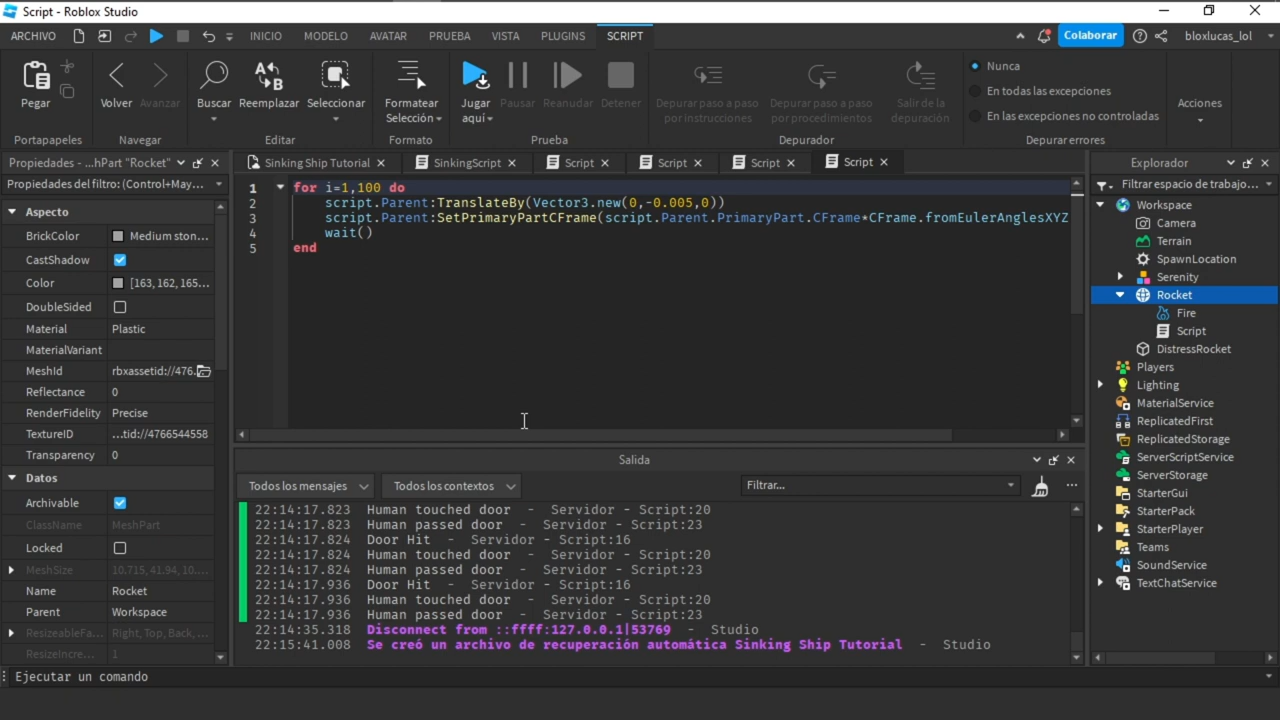 Script - Roblox Studio
ARCHIVO INICIO MODELO AVATAR PRUEBA VISTA PLUGINS SCRIPT Colaborar bloxlucas_lol
Pegar Volver Avanzar Buscar Reemplazar Seleccionar Formatear Selección Jugar aquí Pausar Reanudar Detener Depurar paso a paso por instrucciones Depurar paso a paso por procedimientos Salir de la depuración
Nunca
En todas las excepciones
En las excepciones no controladas
Acciones
Portapapeles Navegar Editar Formato Prueba Depurador Depurar errores
Propiedades - ...hPart "Rocket"
Propiedades del filtro: (Control+May...
Aspecto
BrickColor Medium ston...
CastShadow
Color [163, 162, 165...
DoubleSided
Material Plastic
MaterialVariant
MeshId rbxassetid://476.
Reflectance 0
RenderFidelity Precise
TextureID ...tid://4766544558
Transparency 0
Datos
Archivable
ClassName MeshPart
Locked
MeshSize 10.715, 41.94, 10....
Name Rocket
Parent Workspace
ResizeableFa... Right, Top, Back,...
ResizeIncre... 1
Sinking Ship Tutorial SinkingScript Script Script Script Script
1 for i=1,100 do
2 script.Parent:TranslateBy(Vector3.new(0,-0.005,0))
3 script.Parent:SetPrimaryPartCFrame(script.Parent.PrimaryPart.CFrame*CFrame.fromEulerAnglesXYZ
4 wait()
5 end
Salida
Todos los mensajes Todos los contextos Filtrar...
22:14:17.823 Human touched door - Servidor - Script:20
22:14:17.823 Human passed door - Servidor - Script:23
22:14:17.824 Door Hit - Servidor - Script:16
22:14:17.824 Human touched door - Servidor - Script:20
22:14:17.824 Human passed door - Servidor - Script:23
22:14:17.936 Door Hit - Servidor - Script:16
22:14:17.936 Human touched door - Servidor - Script:20
22:14:17.936 Human passed door - Servidor - Script:23
22:14:35.318 Disconnect from ::ffff:127.0.0.1|53769 - Studio
22:15:41.008 Se creó un archivo de recuperación automática Sinking Ship Tutorial - Studio
Explorador
Filtrar espacio de trabajo...
Workspace
Camera
Terrain
SpawnLocation
Serenity
Rocket
Fire
Script
DistressRocket
Players
Lighting
MaterialService
ReplicatedFirst
ReplicatedStorage
ServerScriptService
ServerStorage
StarterGui
StarterPack
StarterPlayer
Teams
SoundService
TextChatService
Ejecutar un comando